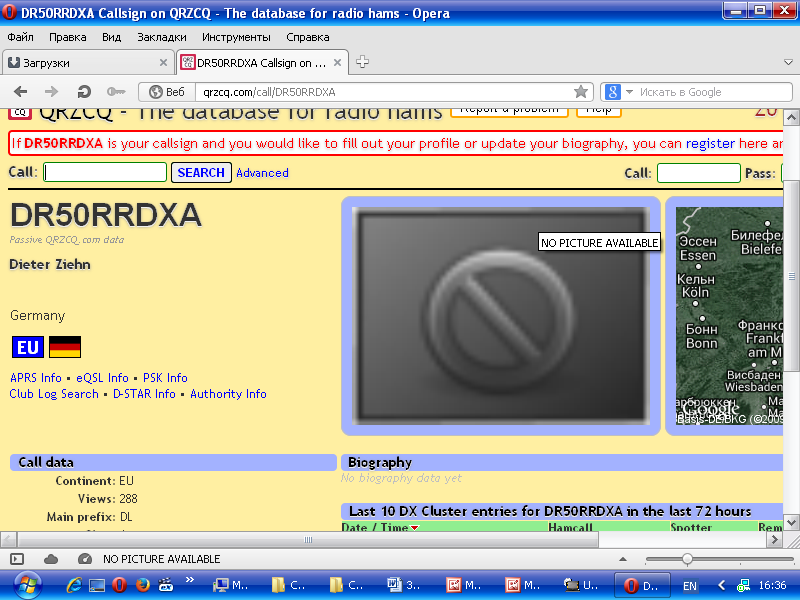 DR50RRDXA Callsign on QRZCQ - The database for radio hams - Opera
Файл Правка Вид Закладки Инструменты Справка
Загрузки DR50RRDXA Callsign on ...
Веб qrzcq.com/call/DR50RRDXA Искать в Google
QRZ CQ QRZCQ - The database for radio hams Report a problem Help
If DR50RRDXA is your callsign and you would like to fill out your profile or update your biography, you can register here an
Call: SEARCH Advanced Call: Pass:
DR50RRDXA
Passive QRZCQ.com data
Dieter Ziehn
Germany
EU
APRS Info • eQSL Info • PSK Info
Club Log Search • D-STAR Info • Authority Info
NO PICTURE AVAILABLE
Эссен
Essen
Билефел
Bielefe
Кельн
Köln
Бонн
Bonn
Франкф
Frankf
am M
Висбаден
Wiesbaden
арбрюккен
Google
Call data
Continent: EU
Views: 288
Main prefix: DL
Biography
No biography data yet
Last 10 DX Cluster entries for DR50RRDXA in the last 72 hours
Date / Time Hamcall Spotter Rem
NO PICTURE AVAILABLE
M.. С.. С.. З.. M.. M.. U.. D.. EN 16:36